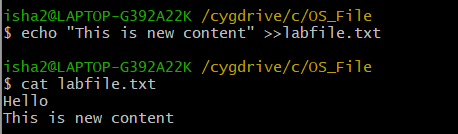 isha2@LAPTOP-G392A22K /cygdrive/c/OS_File
$ echo "This is new content" >>labfile.txt
isha2@LAPTOP-G392A22K /cygdrive/c/OS_File
$ cat labfile.txt
Hello
This is new content